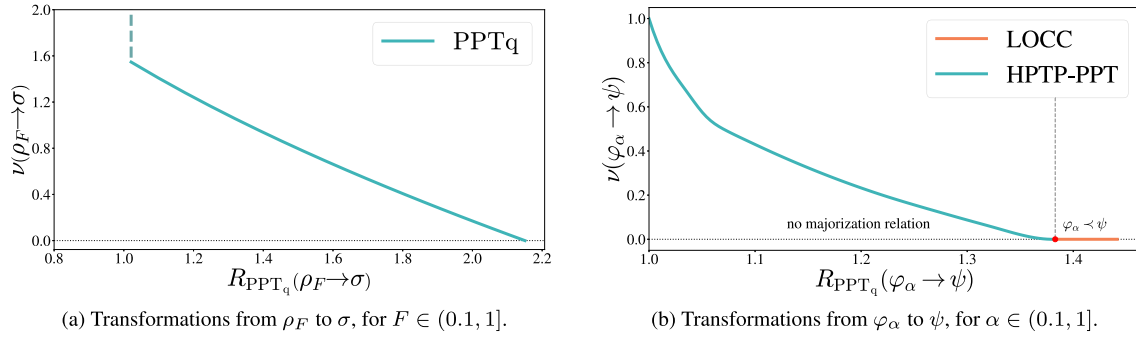 2.0
1.6
1.2
0.8
0.4
0.0
ν(ρ_F→σ)
PPTq
0.8 1.0 1.2 1.4 1.6 1.8 2.0 2.2
R_{PPT_q}(ρ_F→σ)
(a) Transformations from ρ_F to σ, for F ∈ (0.1, 1].
1.0
0.8
0.6
0.4
0.2
0.0
ν(φ_α → ψ)
LOCC
HPTP-PPT
no majorization relation
φ_α ≺ ψ
1.0 1.1 1.2 1.3 1.4
R_{PPT_q}(φ_α → ψ)
(b) Transformations from φ_α to ψ, for α ∈ (0.1, 1].